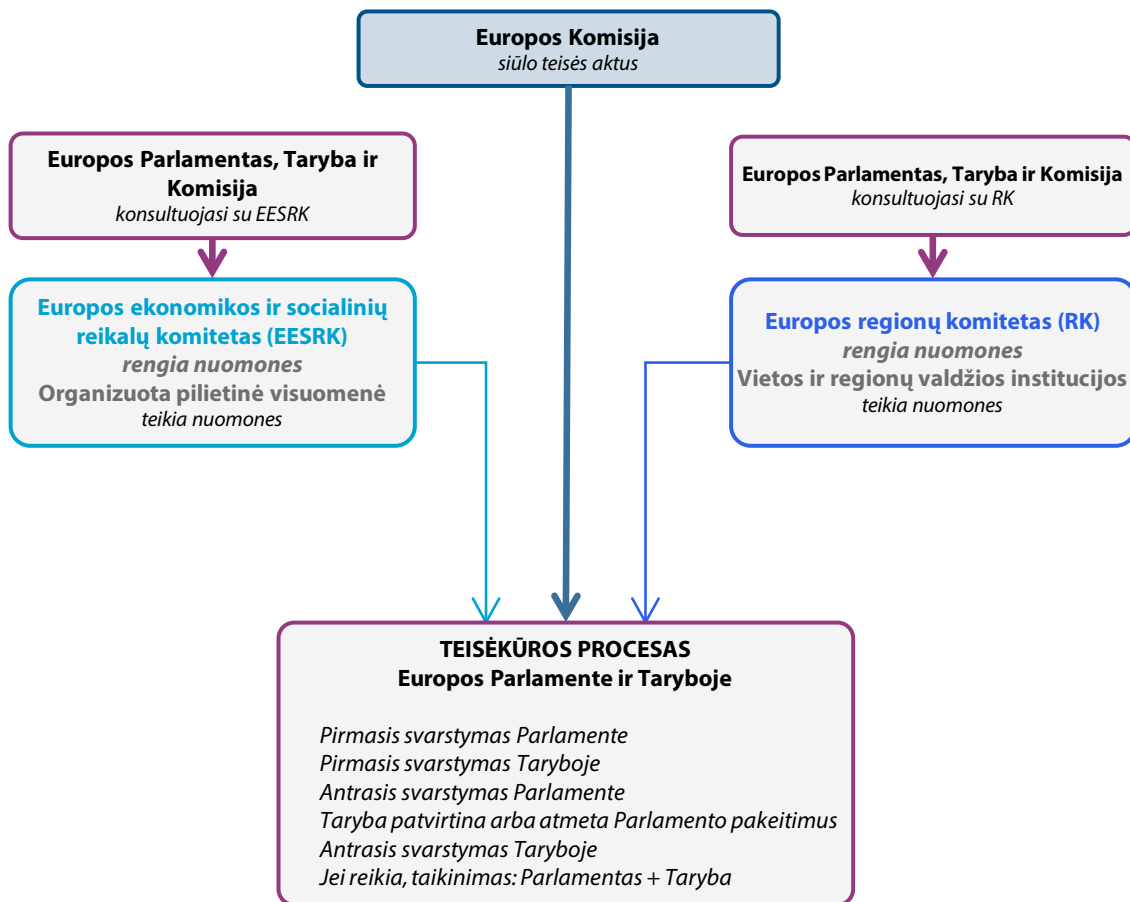 Europos Komisija
siūlo teisės aktus
Europos Parlamentas, Taryba ir
Komisija
konsultuojasi su EESRK
Europos Parlamentas, Taryba ir Komisija
konsultuojasi su RK
Europos ekonomikos ir socialinių
reikalų komitetas (EESRK)
rengia nuomones
Organizuota pilietinė visuomenė
teikia nuomones
Europos regionų komitetas (RK)
rengia nuomones
Vietos ir regionų valdžios institucijos
teikia nuomones
TEISĖKŪROS PROCESAS
Europos Parlamente ir Taryboje
Pirmasis svarstymas Parlamente
Pirmasis svarstymas Taryboje
Antrasis svarstymas Parlamente
Taryba patvirtina arba atmeta Parlamento pakeitimus
Antrasis svarstymas Taryboje
Jei reikia, taikinimas: Parlamentas + Taryba